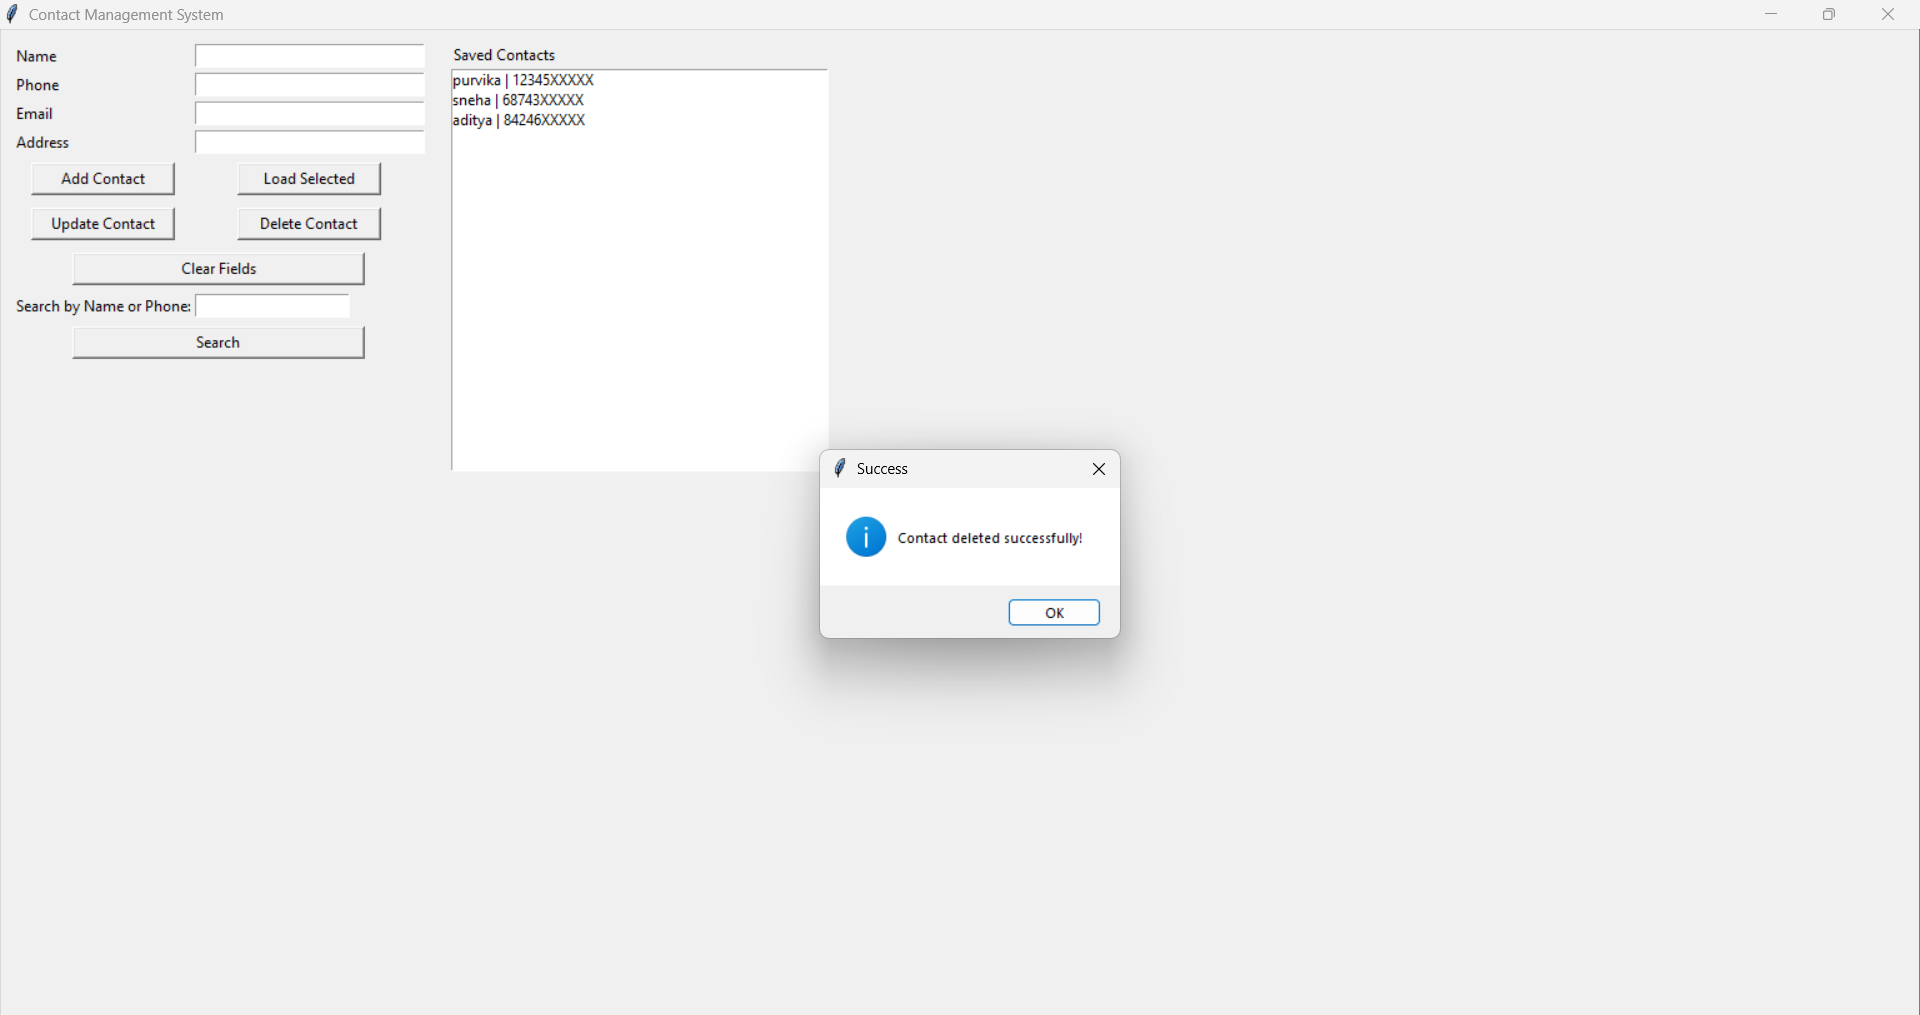 Contact Management System
Name
Phone
Email
Address
Add Contact
Load Selected
Update Contact
Delete Contact
Clear Fields
Search by Name or Phone:
Search
Saved Contacts
purvika | 12345XXXXX
sneha | 68743XXXXX
aditya | 84246XXXXX
Success
Contact deleted successfully!
OK